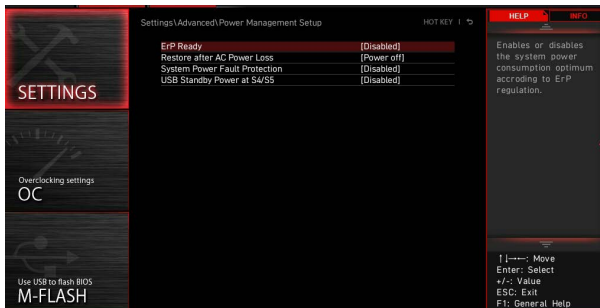 Settings\Advanced\Power Management Setup
HOT KEY | ↰
ErP Ready [Disabled]
Restore after AC Power Loss [Power off]
System Power Fault Protection [Disabled]
USB Standby Power at S4/S5 [Disabled]
SETTINGS
Overclocking settings
OC
Use USB to flash BIOS
M-FLASH
HELP
INFO
Enables or disables
the system power
consumption optimum
accroding to ErP
regulation.
↑↓→←: Move
Enter: Select
+/-: Value
ESC: Exit
F1: General Help